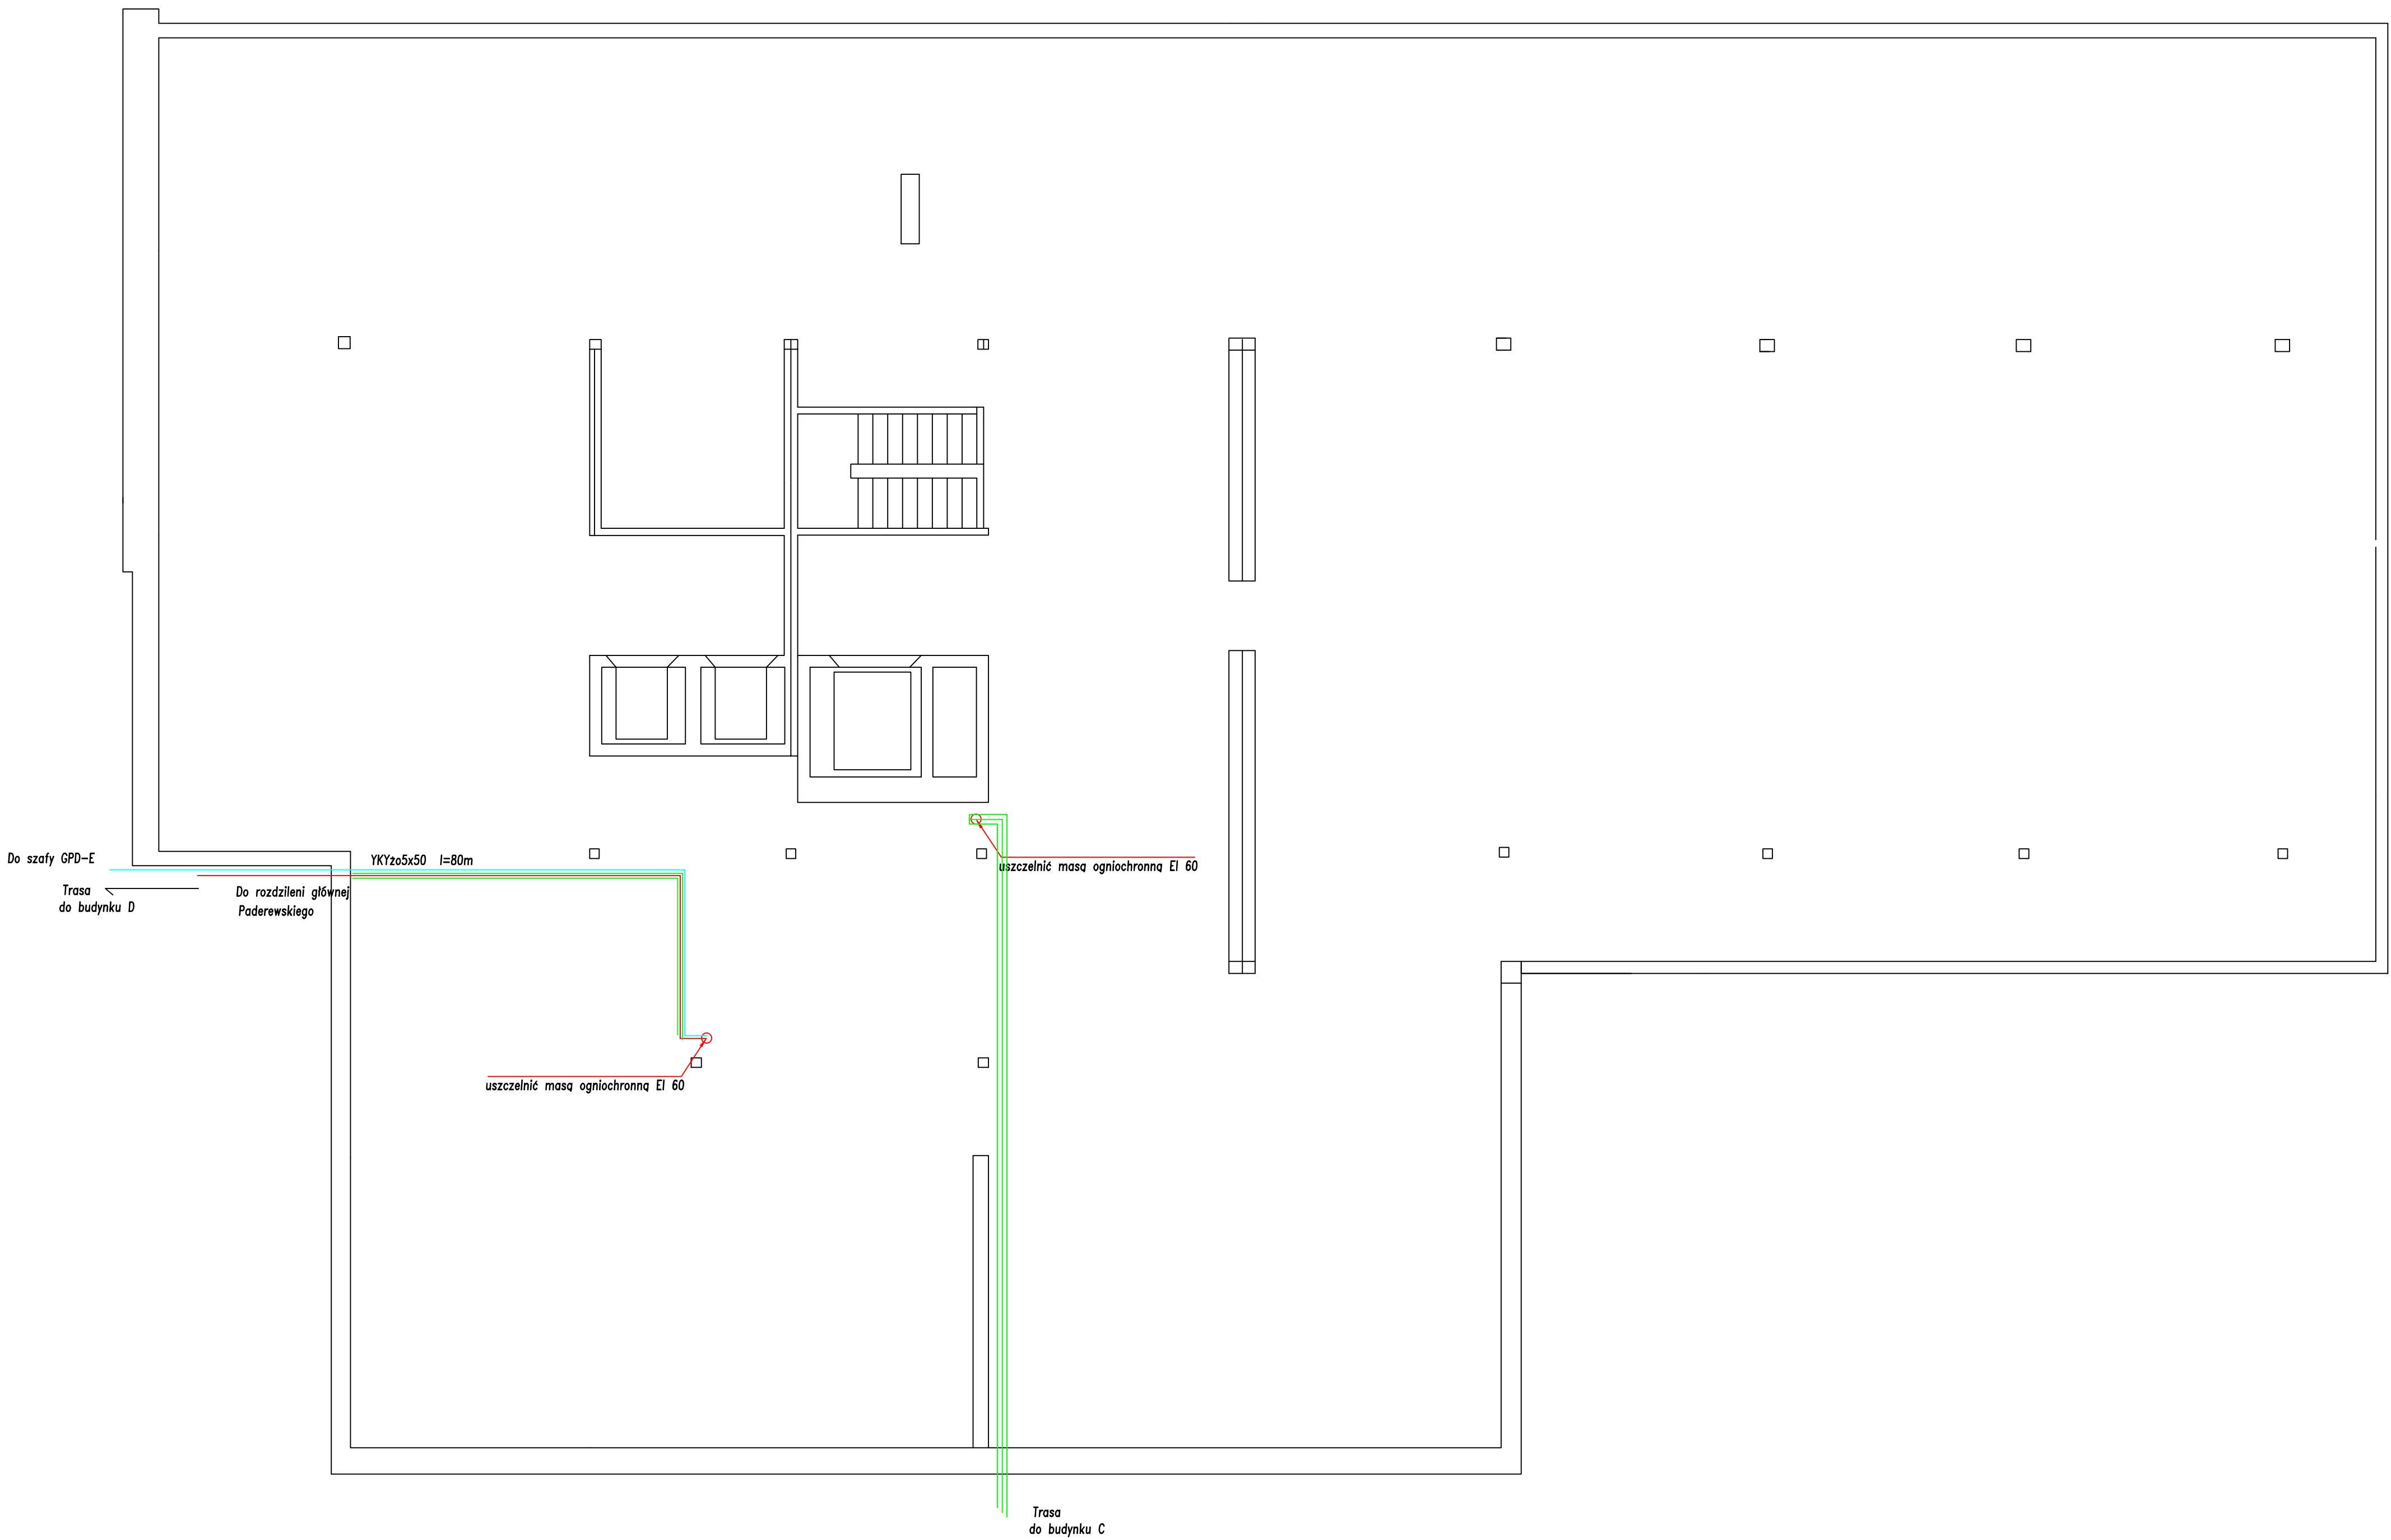 Do szafy GPD-E
YKYżo5x50 l=80m
uszczelnić masą ogniochronną EI 60
Trasa
do budynku D
Do rozdzileni głównej
Paderewskiego
uszczelnić masą ogniochronną EI 60
Trasa
do budynku C